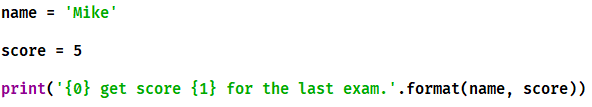 name = 'Mike'
score = 5
print('{0} get score {1} for the last exam.'.format(name, score))